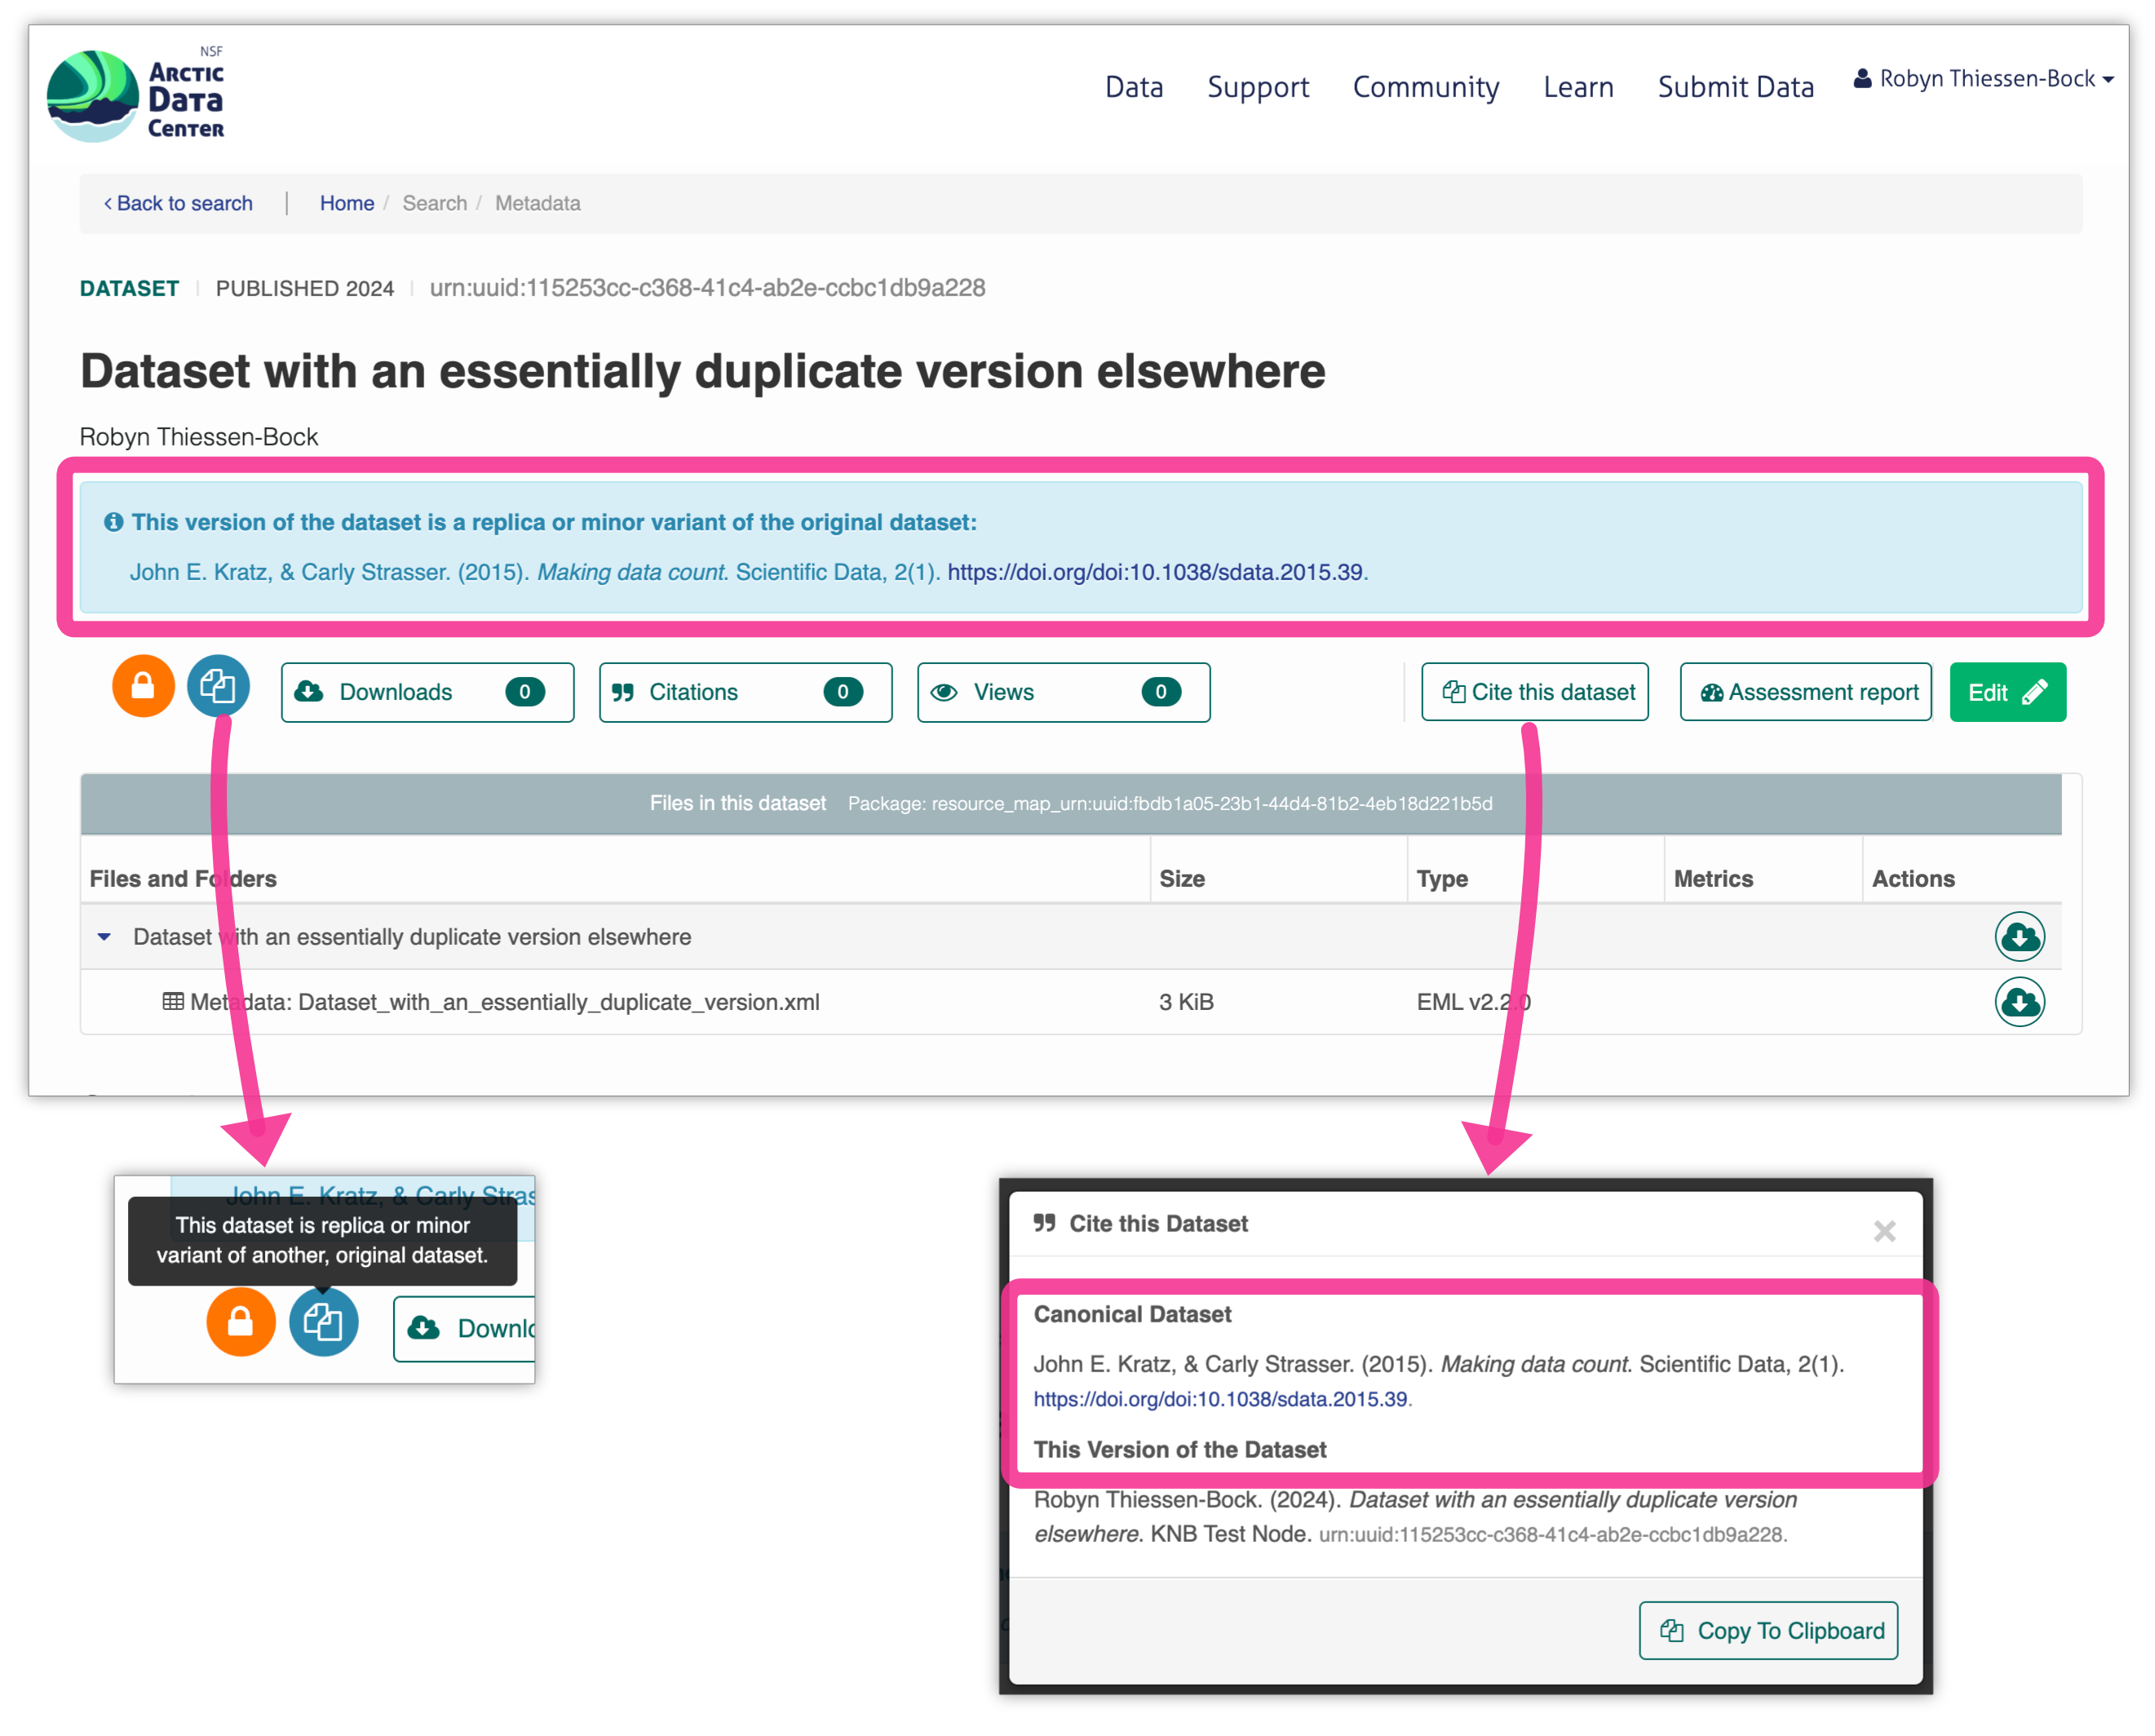 NSF
ARCTIC
DATA
CENTER
Data Support Community Learn Submit Data Robyn Thiessen-Bock
Back to search | Home / Search / Metadata
DATASET | PUBLISHED 2024 | urn:uuid:115253cc-c368-41c4-ab2e-ccbc1db9a228
Dataset with an essentially duplicate version elsewhere
Robyn Thiessen-Bock
This version of the dataset is a replica or minor variant of the original dataset:
John E. Kratz, & Carly Strasser. (2015). Making data count. Scientific Data, 2(1). https://doi.org/doi:10.1038/sdata.2015.39.
Downloads 0 Citations 0 Views 0 Cite this dataset Assessment report Edit
Files in this dataset Package: resource_map_urn:uuid:fbdb1a05-23b1-44d4-81b2-4eb18d221b5d
Files and Folders Size Type Metrics Actions
Dataset with an essentially duplicate version elsewhere
Metadata: Dataset_with_an_essentially_duplicate_version.xml 3 KiB EML v2.2.0
John E. Kratz, & Carly Stras
This dataset is replica or minor
variant of another, original dataset.
Downlo
Cite this Dataset
Canonical Dataset
John E. Kratz, & Carly Strasser. (2015). Making data count. Scientific Data, 2(1).
https://doi.org/doi:10.1038/sdata.2015.39.
This Version of the Dataset
Robyn Thiessen-Bock. (2024). Dataset with an essentially duplicate version
elsewhere. KNB Test Node. urn:uuid:115253cc-c368-41c4-ab2e-ccbc1db9a228.
Copy To Clipboard